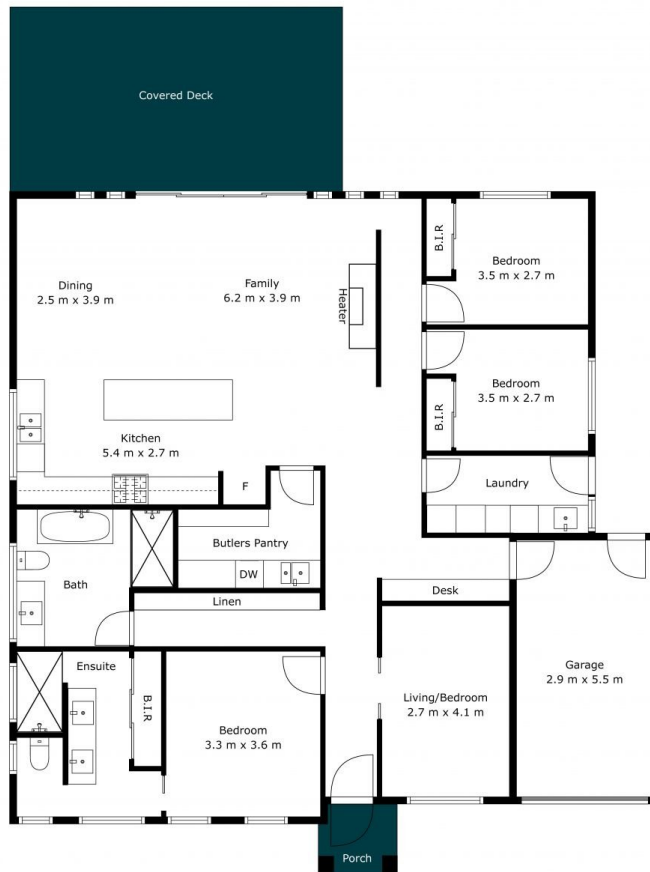 Covered Deck
B.I.R
Bedroom
3.5 m x 2.7 m
Dining
2.5 m x 3.9 m
Family
6.2 m x 3.9 m
Heater
Bedroom
3.5 m x 2.7 m
B.I.R
Kitchen
5.4 m x 2.7 m
F
Laundry
Butlers Pantry
DW
Bath
Linen
Desk
Ensuite
B.I.R
Bedroom
3.3 m x 3.6 m
Living/Bedroom
2.7 m x 4.1 m
Garage
2.9 m x 5.5 m
Porch